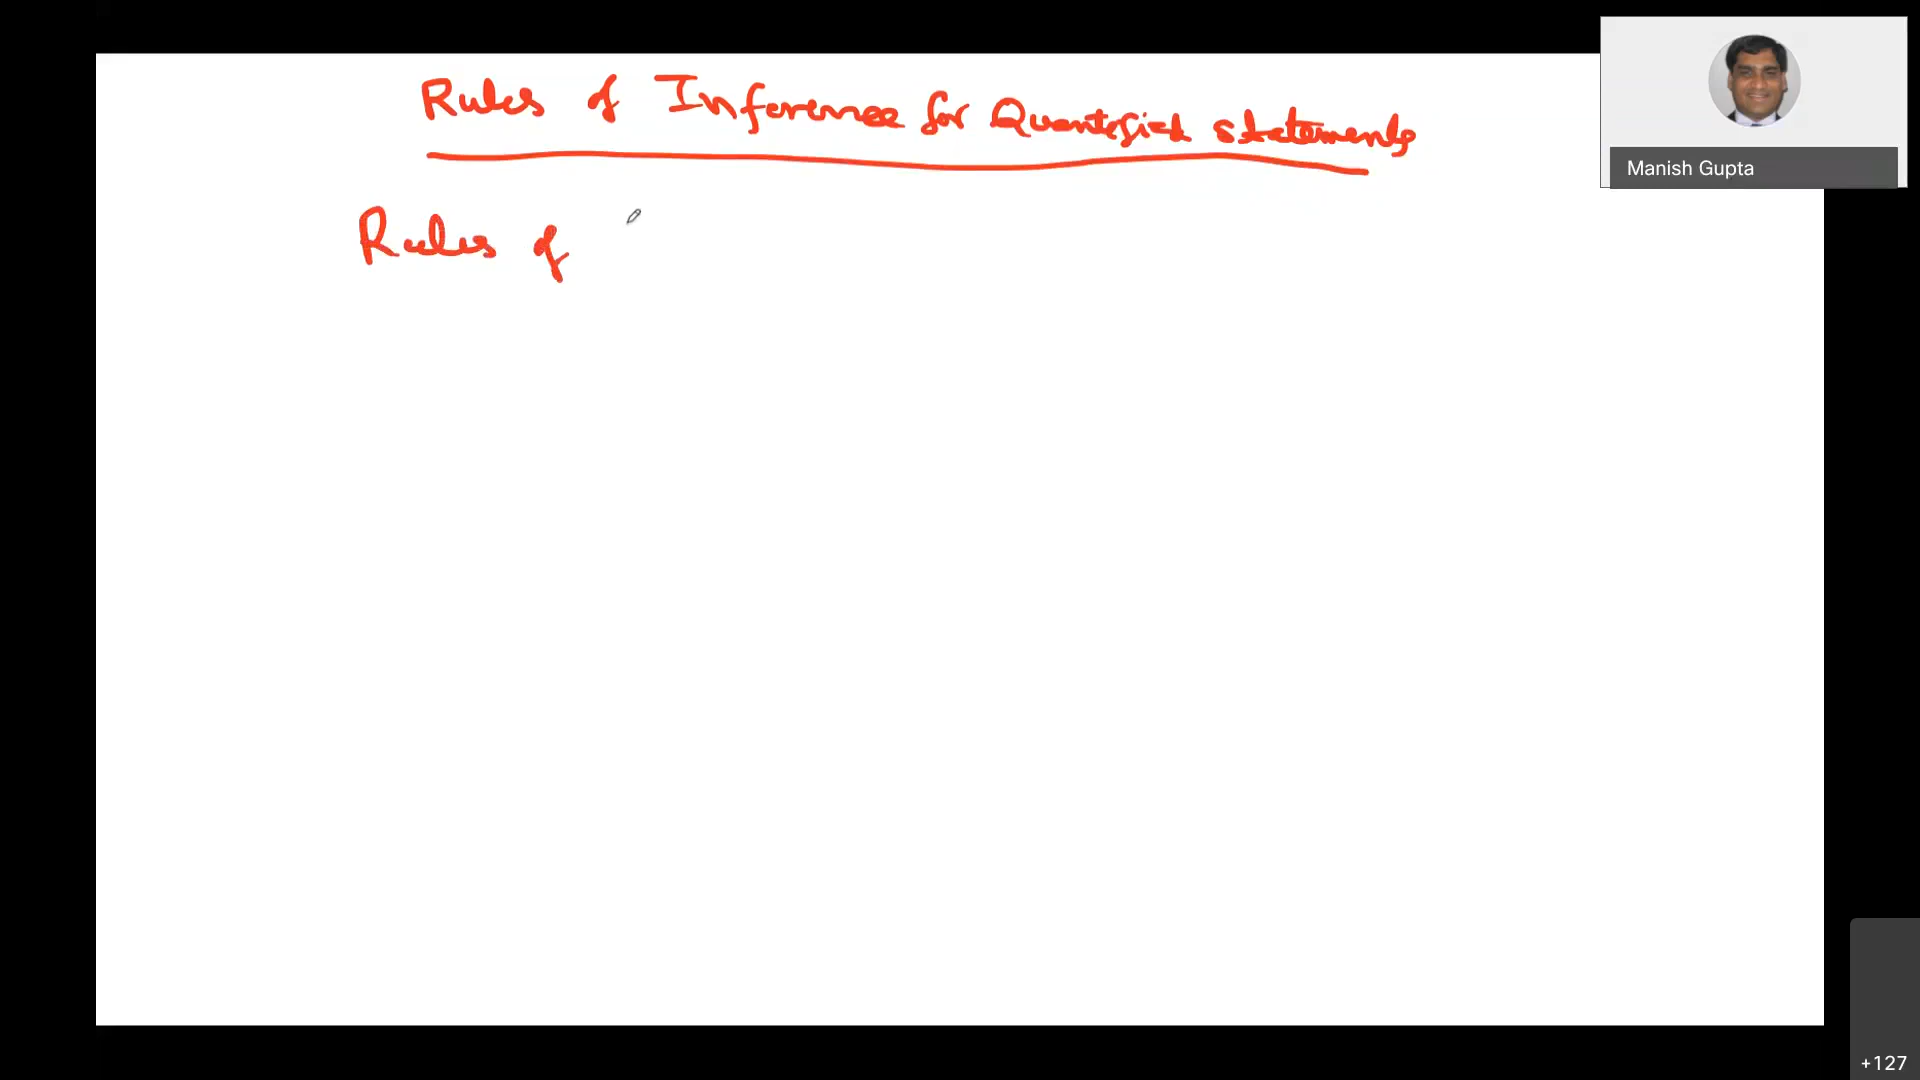 Rules of Inference for Quantified statements
Manish Gupta
Rules of
+127